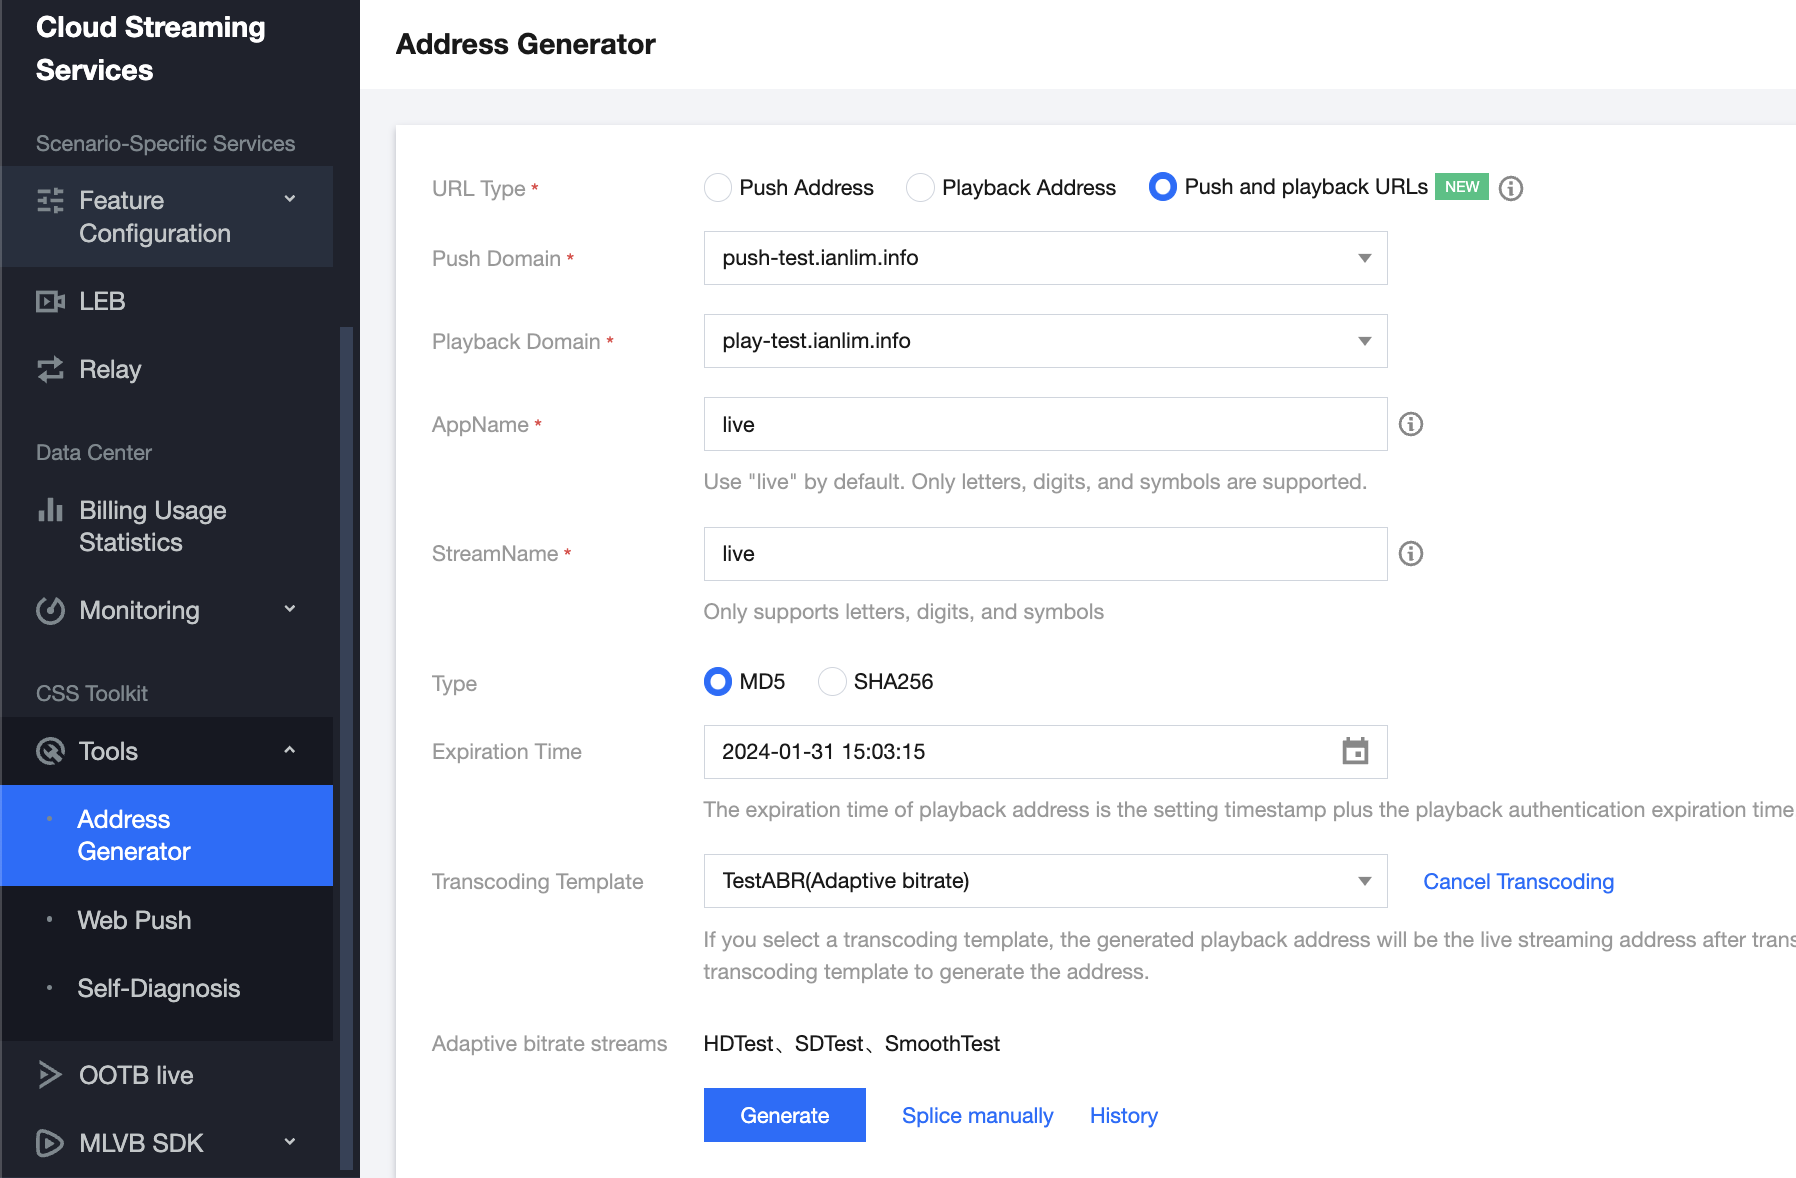 Cloud Streaming
Services
Scenario-Specific Services
Feature
Configuration
LEB
Relay
Data Center
Billing Usage
Statistics
Monitoring
CSS Toolkit
Tools
Address
Generator
Web Push
Self-Diagnosis
OOTB live
MLVB SDK
Address Generator
URL Type * Push Address Playback Address Push and playback URLs NEW
Push Domain * push-test.ianlim.info
Playback Domain * play-test.ianlim.info
AppName * live
Use "live" by default. Only letters, digits, and symbols are supported.
StreamName * live
Only supports letters, digits, and symbols
Type MD5 SHA256
Expiration Time 2024-01-31 15:03:15
The expiration time of playback address is the setting timestamp plus the playback authentication expiration time
Transcoding Template TestABR(Adaptive bitrate) Cancel Transcoding
If you select a transcoding template, the generated playback address will be the live streaming address after trans
transcoding template to generate the address.
Adaptive bitrate streams HDTest、SDTest、SmoothTest
Generate Splice manually History